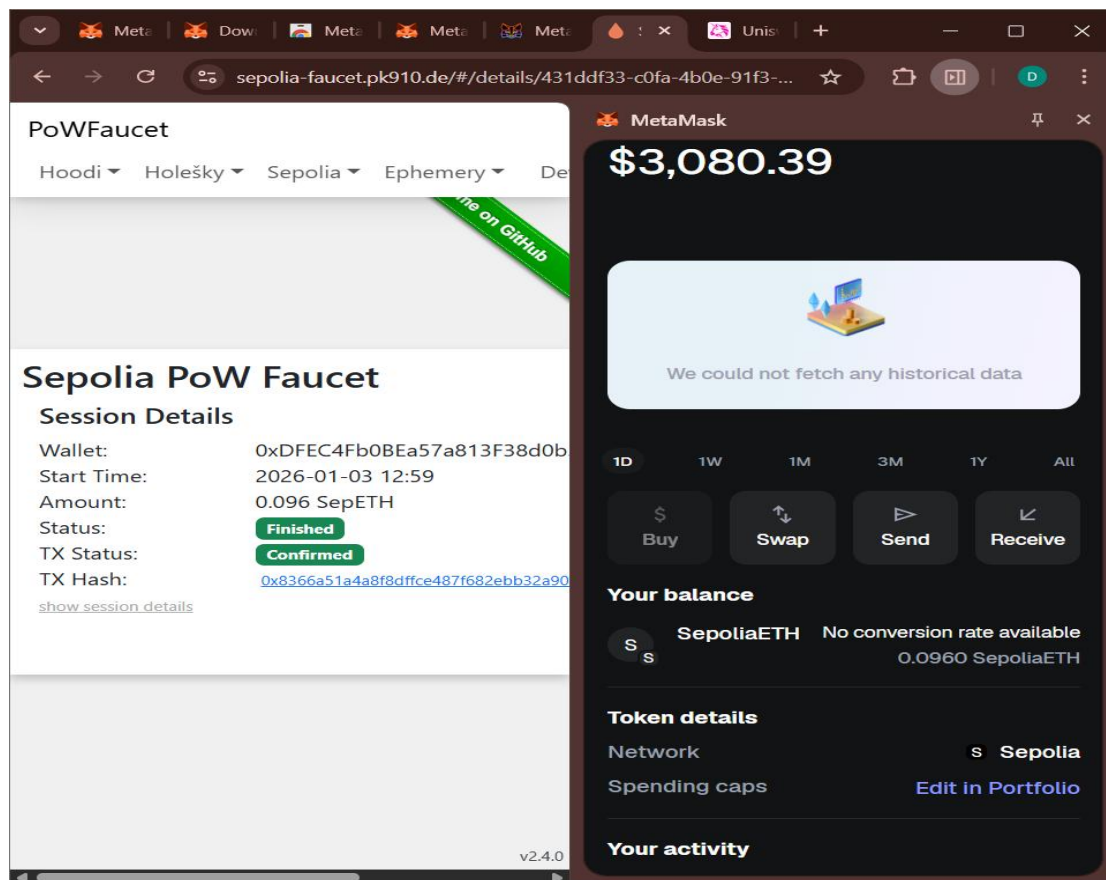 Meta
Dow
Meta
Meta
Meta
Unis
sepolia-faucet.pk910.de/#/details/431ddf33-c0fa-4b0e-91f3-...
D
PoWFaucet
Hoodi
Holešky
Sepolia
Ephemery
De
me on GitHub
Sepolia PoW Faucet
Session Details
Wallet: 0xDFEC4Fb0BEa57a813F38d0b
Start Time: 2026-01-03 12:59
Amount: 0.096 SepETH
Status: Finished
TX Status: Confirmed
TX Hash: 0x8366a51a4a8f8dffce487f682ebb32a90
show session details
v2.4.0
MetaMask
$3,080.39
We could not fetch any historical data
1D 1W 1M 3M 1Y All
$
Buy Swap Send Receive
Your balance
S S SepoliaETH No conversion rate available
0.0960 SepoliaETH
Token details
Network S Sepolia
Spending caps Edit in Portfolio
Your activity